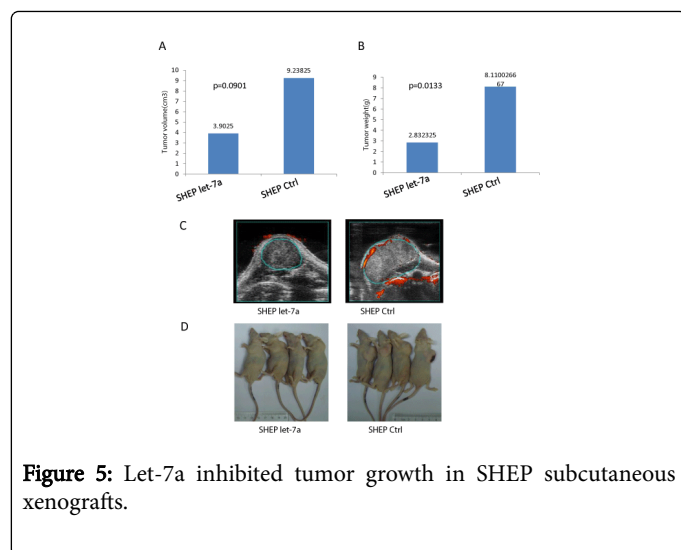 A
B
10
9
8
7
6
5
4
3
2
1
0
Tumor volume(cm3)
p=0.0901
3.9025
9.23825
SHEP let-7a
SHEP Ctrl
9
8
7
6
5
4
3
2
1
0
Tumor weight(g)
p=0.0133
2.832325
8.1100266
67
SHEP let-7a
SHEP Ctrl
C
SHEP let-7a
SHEP Ctrl
D
SHEP let-7a
SHEP Ctrl
Figure 5: Let-7a inhibited tumor growth in SHEP subcutaneous
xenografts.